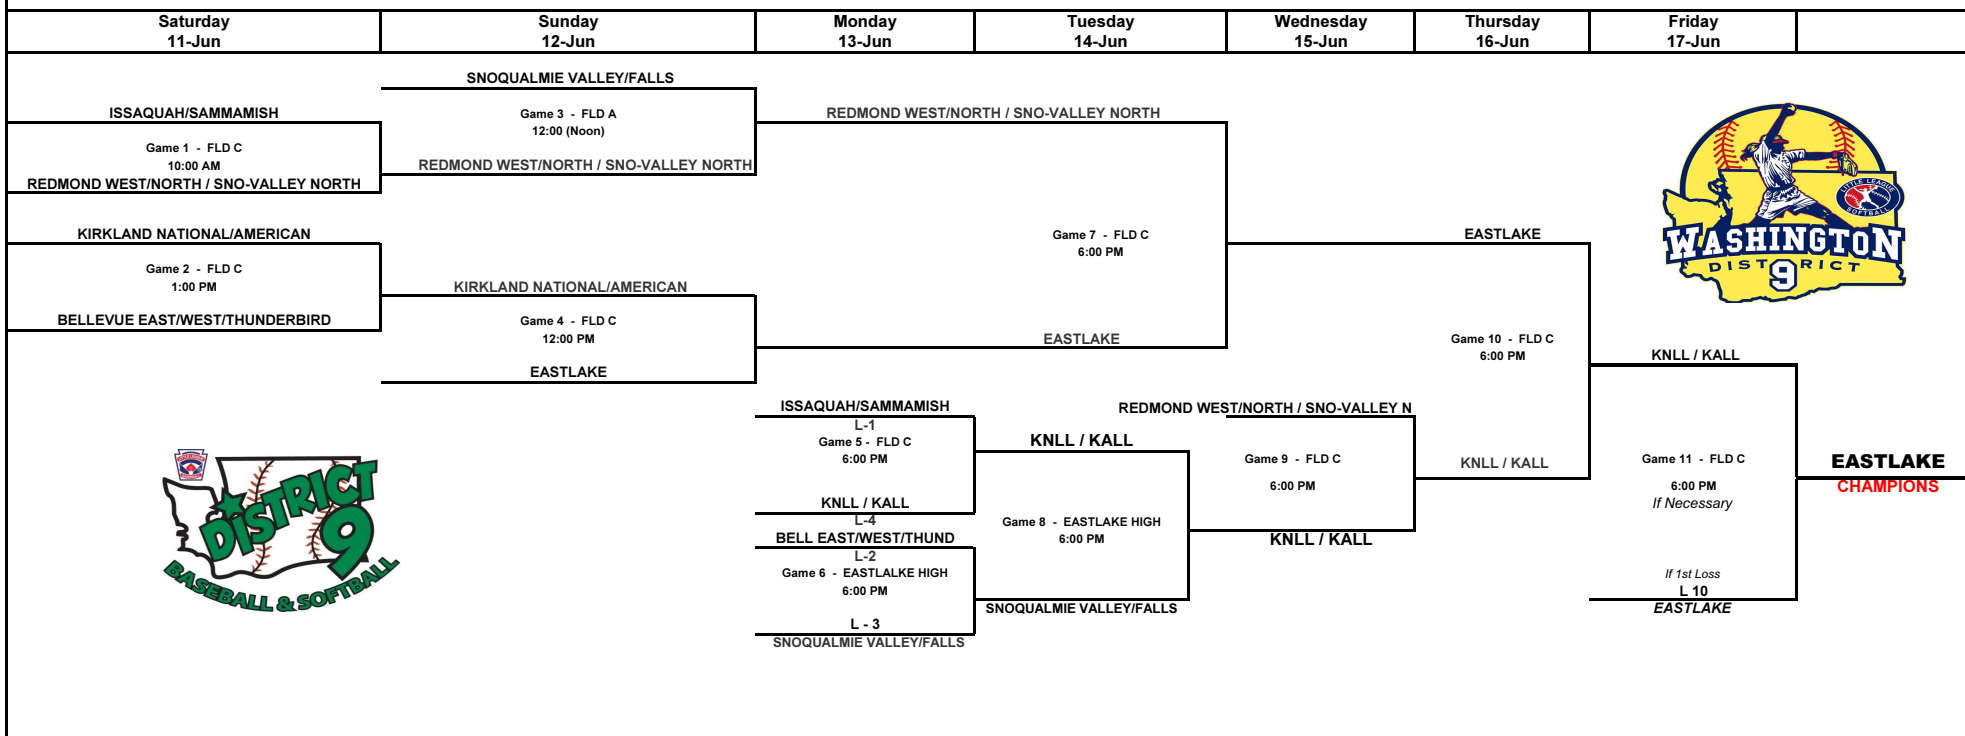 Saturday
11-Jun
Sunday
12-Jun
Monday
13-Jun
Tuesday
14-Jun
Wednesday
15-Jun
Thursday
16-Jun
Friday
17-Jun
ISSAQUAH/SAMMAMISH
Game 1 - FLD C
10:00 AM
REDMOND WEST/NORTH / SNO-VALLEY NORTH
KIRKLAND NATIONAL/AMERICAN
Game 2 - FLD C
1:00 PM
BELLEVUE EAST/WEST/THUNDERBIRD
SNOQUALMIE VALLEY/FALLS
Game 3 - FLD A
12:00 (Noon)
REDMOND WEST/NORTH / SNO-VALLEY NORTH
KIRKLAND NATIONAL/AMERICAN
Game 4 - FLD C
12:00 PM
EASTLAKE
REDMOND WEST/NORTH / SNO-VALLEY NORTH
Game 7 - FLD C
6:00 PM
EASTLAKE
ISSAQUAH/SAMMAMISH
L-1
Game 5 - FLD C
6:00 PM
KNLL / KALL
L-4
BELL EAST/WEST/THUND
L-2
Game 6 - EASTLALKE HIGH
6:00 PM
L - 3
SNOQUALMIE VALLEY/FALLS
KNLL / KALL
Game 8 - EASTLAKE HIGH
6:00 PM
SNOQUALMIE VALLEY/FALLS
REDMOND WEST/NORTH / SNO-VALLEY N
Game 9 - FLD C
6:00 PM
KNLL / KALL
EASTLAKE
Game 10 - FLD C
6:00 PM
KNLL / KALL
KNLL / KALL
Game 11 - FLD C
6:00 PM
If Necessary
If 1st Loss
L 10
EASTLAKE
EASTLAKE
CHAMPIONS
LITTLE LEAGUE
SOFTBALL
WASHINGTON
DISTRICT
9
DISTRICT
9
BASEBALL & SOFTBALL